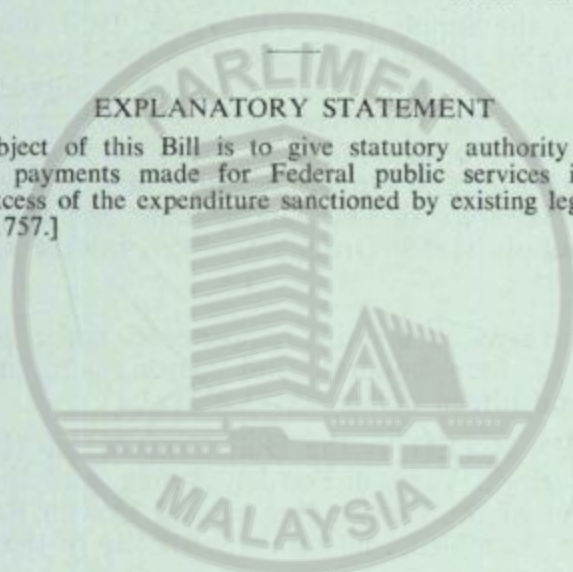 EXPLANATORY STATEMENT
bject of this Bill is to give statutory authority
payments made for Federal public services i
cess of the expenditure sanctioned by existing leg
.757.]
PARLIMEN
MALAYSIA